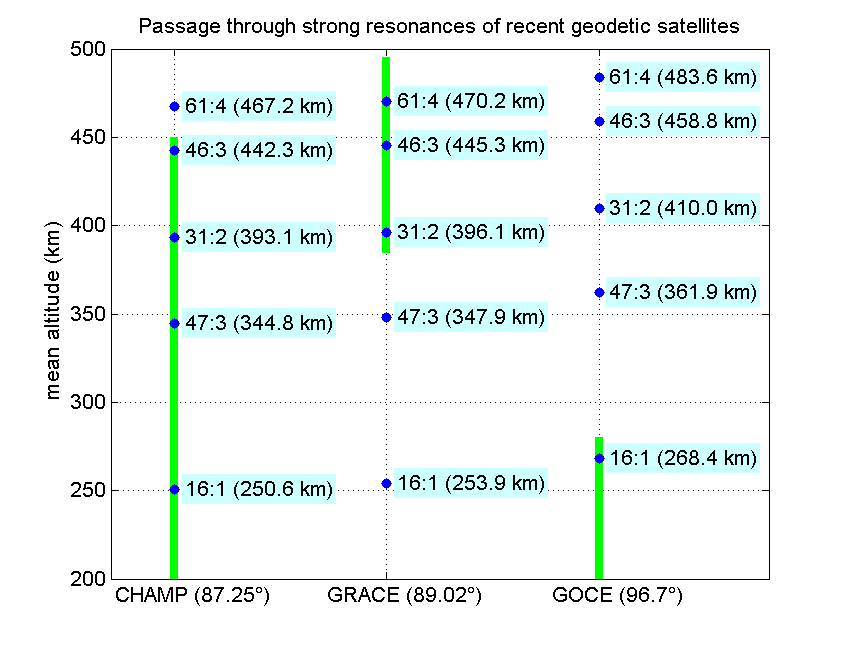 Passage through strong resonances of recent geodetic satellites
mean altitude (km)
500
450
400
350
300
250
200
61:4 (467.2 km)
46:3 (442.3 km)
31:2 (393.1 km)
47:3 (344.8 km)
16:1 (250.6 km)
61:4 (470.2 km)
46:3 (445.3 km)
31:2 (396.1 km)
47:3 (347.9 km)
16:1 (253.9 km)
61:4 (483.6 km)
46:3 (458.8 km)
31:2 (410.0 km)
47:3 (361.9 km)
16:1 (268.4 km)
CHAMP (87.25°)
GRACE (89.02°)
GOCE (96.7°)